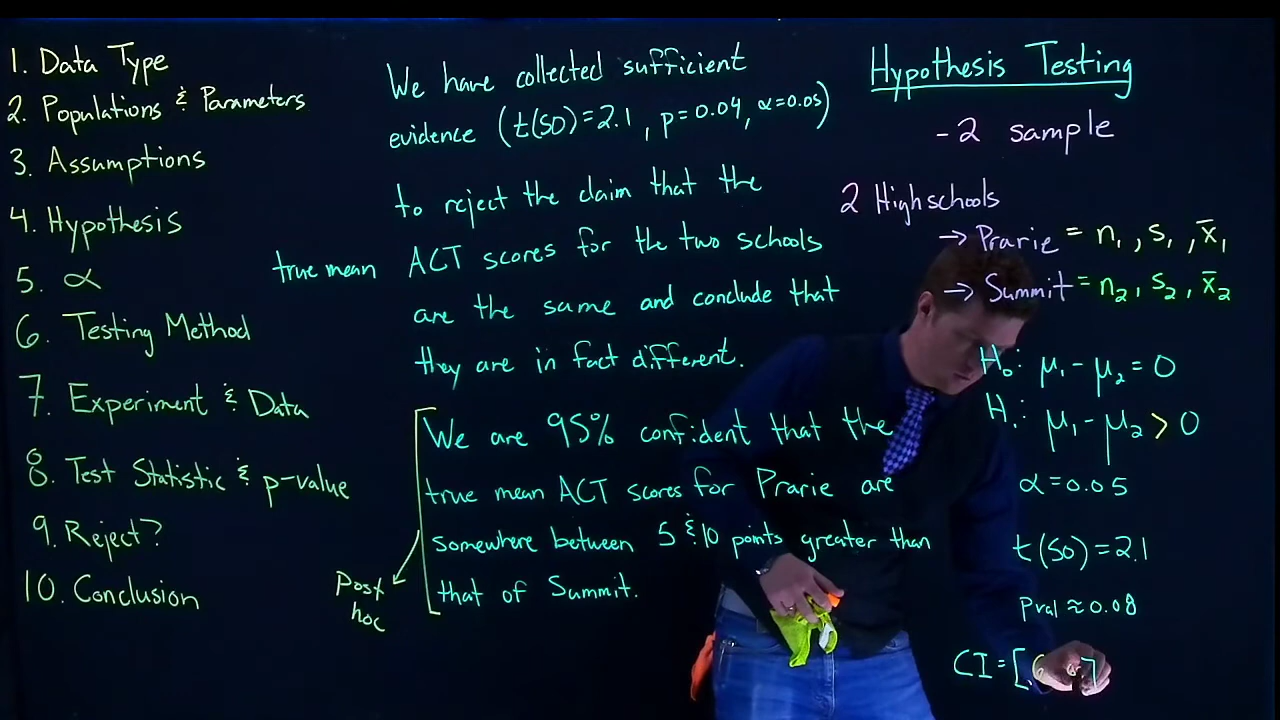 1. Data Type
2. Populations & Parameters
3. Assumptions
4. Hypothesis
5. α
6. Testing Method
7. Experiment & Data
8. Test Statistic & p-value
9. Reject?
10. Conclusion
We have collected sufficient
evidence (t(50)=2.1, p=0.04, α=0.05)
to reject the claim that the
true mean ACT scores for the two schools
are the same and conclude that
they are in fact different.
We are 95% confident that the
true mean ACT scores for Prarie are
somewhere between 5 & 10 points greater than
that of Summit.
Post
hoc
Hypothesis Testing
- 2 sample
2 Highschools
→ Prarie = n₁, s₁, x̄₁
→ Summit = n₂, s₂, x̄₂
H₀: μ₁ - μ₂ = 0
H₁: μ₁ - μ₂ > 0
α=0.05
t(50)=2.1
Pval ≈ 0.08
CI = [